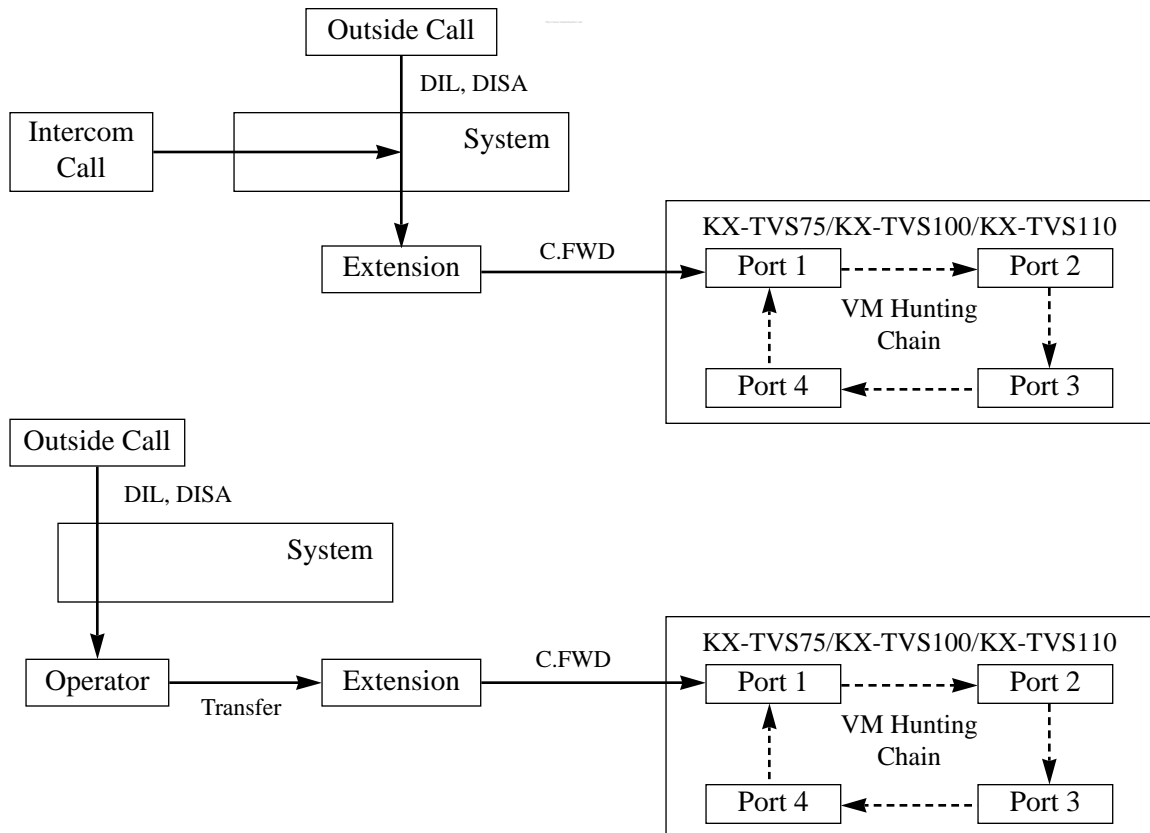 Outside Call
DIL, DISA
Intercom
Call
System
KX-TVS75/KX-TVS100/KX-TVS110
Extension
C.FWD
Port 1
Port 2
VM Hunting
Chain
Port 4
Port 3
Outside Call
DIL, DISA
System
KX-TVS75/KX-TVS100/KX-TVS110
Operator
Transfer
Extension
C.FWD
Port 1
Port 2
VM Hunting
Chain
Port 4
Port 3